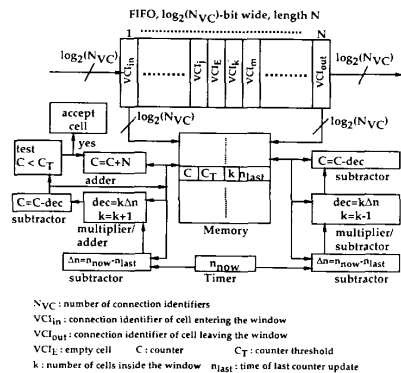 FIFO, log2(NVC)-bit wide, length N
1 N
log2(NVC) log2(NVC)
VCIin VCIj VCIE VCIk VCIm VCIout
log2(NVC) log2(NVC)
accept cell
test C < CT
yes
C=C+N
adder
C CT k nlast
C=C-dec
subtractor
C=C-dec
subtractor
dec=kΔn
k=k+1
multiplier/
adder
Memory
dec=kΔn
k=k-1
multiplier/
subtractor
Δn=nnow-nlast
subtractor
nnow
Timer
Δn=nnow-nlast
subtractor
NVC : number of connection identifiers
VCIin : connection identifier of cell entering the window
VCIout : connection identifier of cell leaving the window
VCIE : empty cell C : counter CT : counter threshold
k : number of cells inside the window nlast : time of last counter update